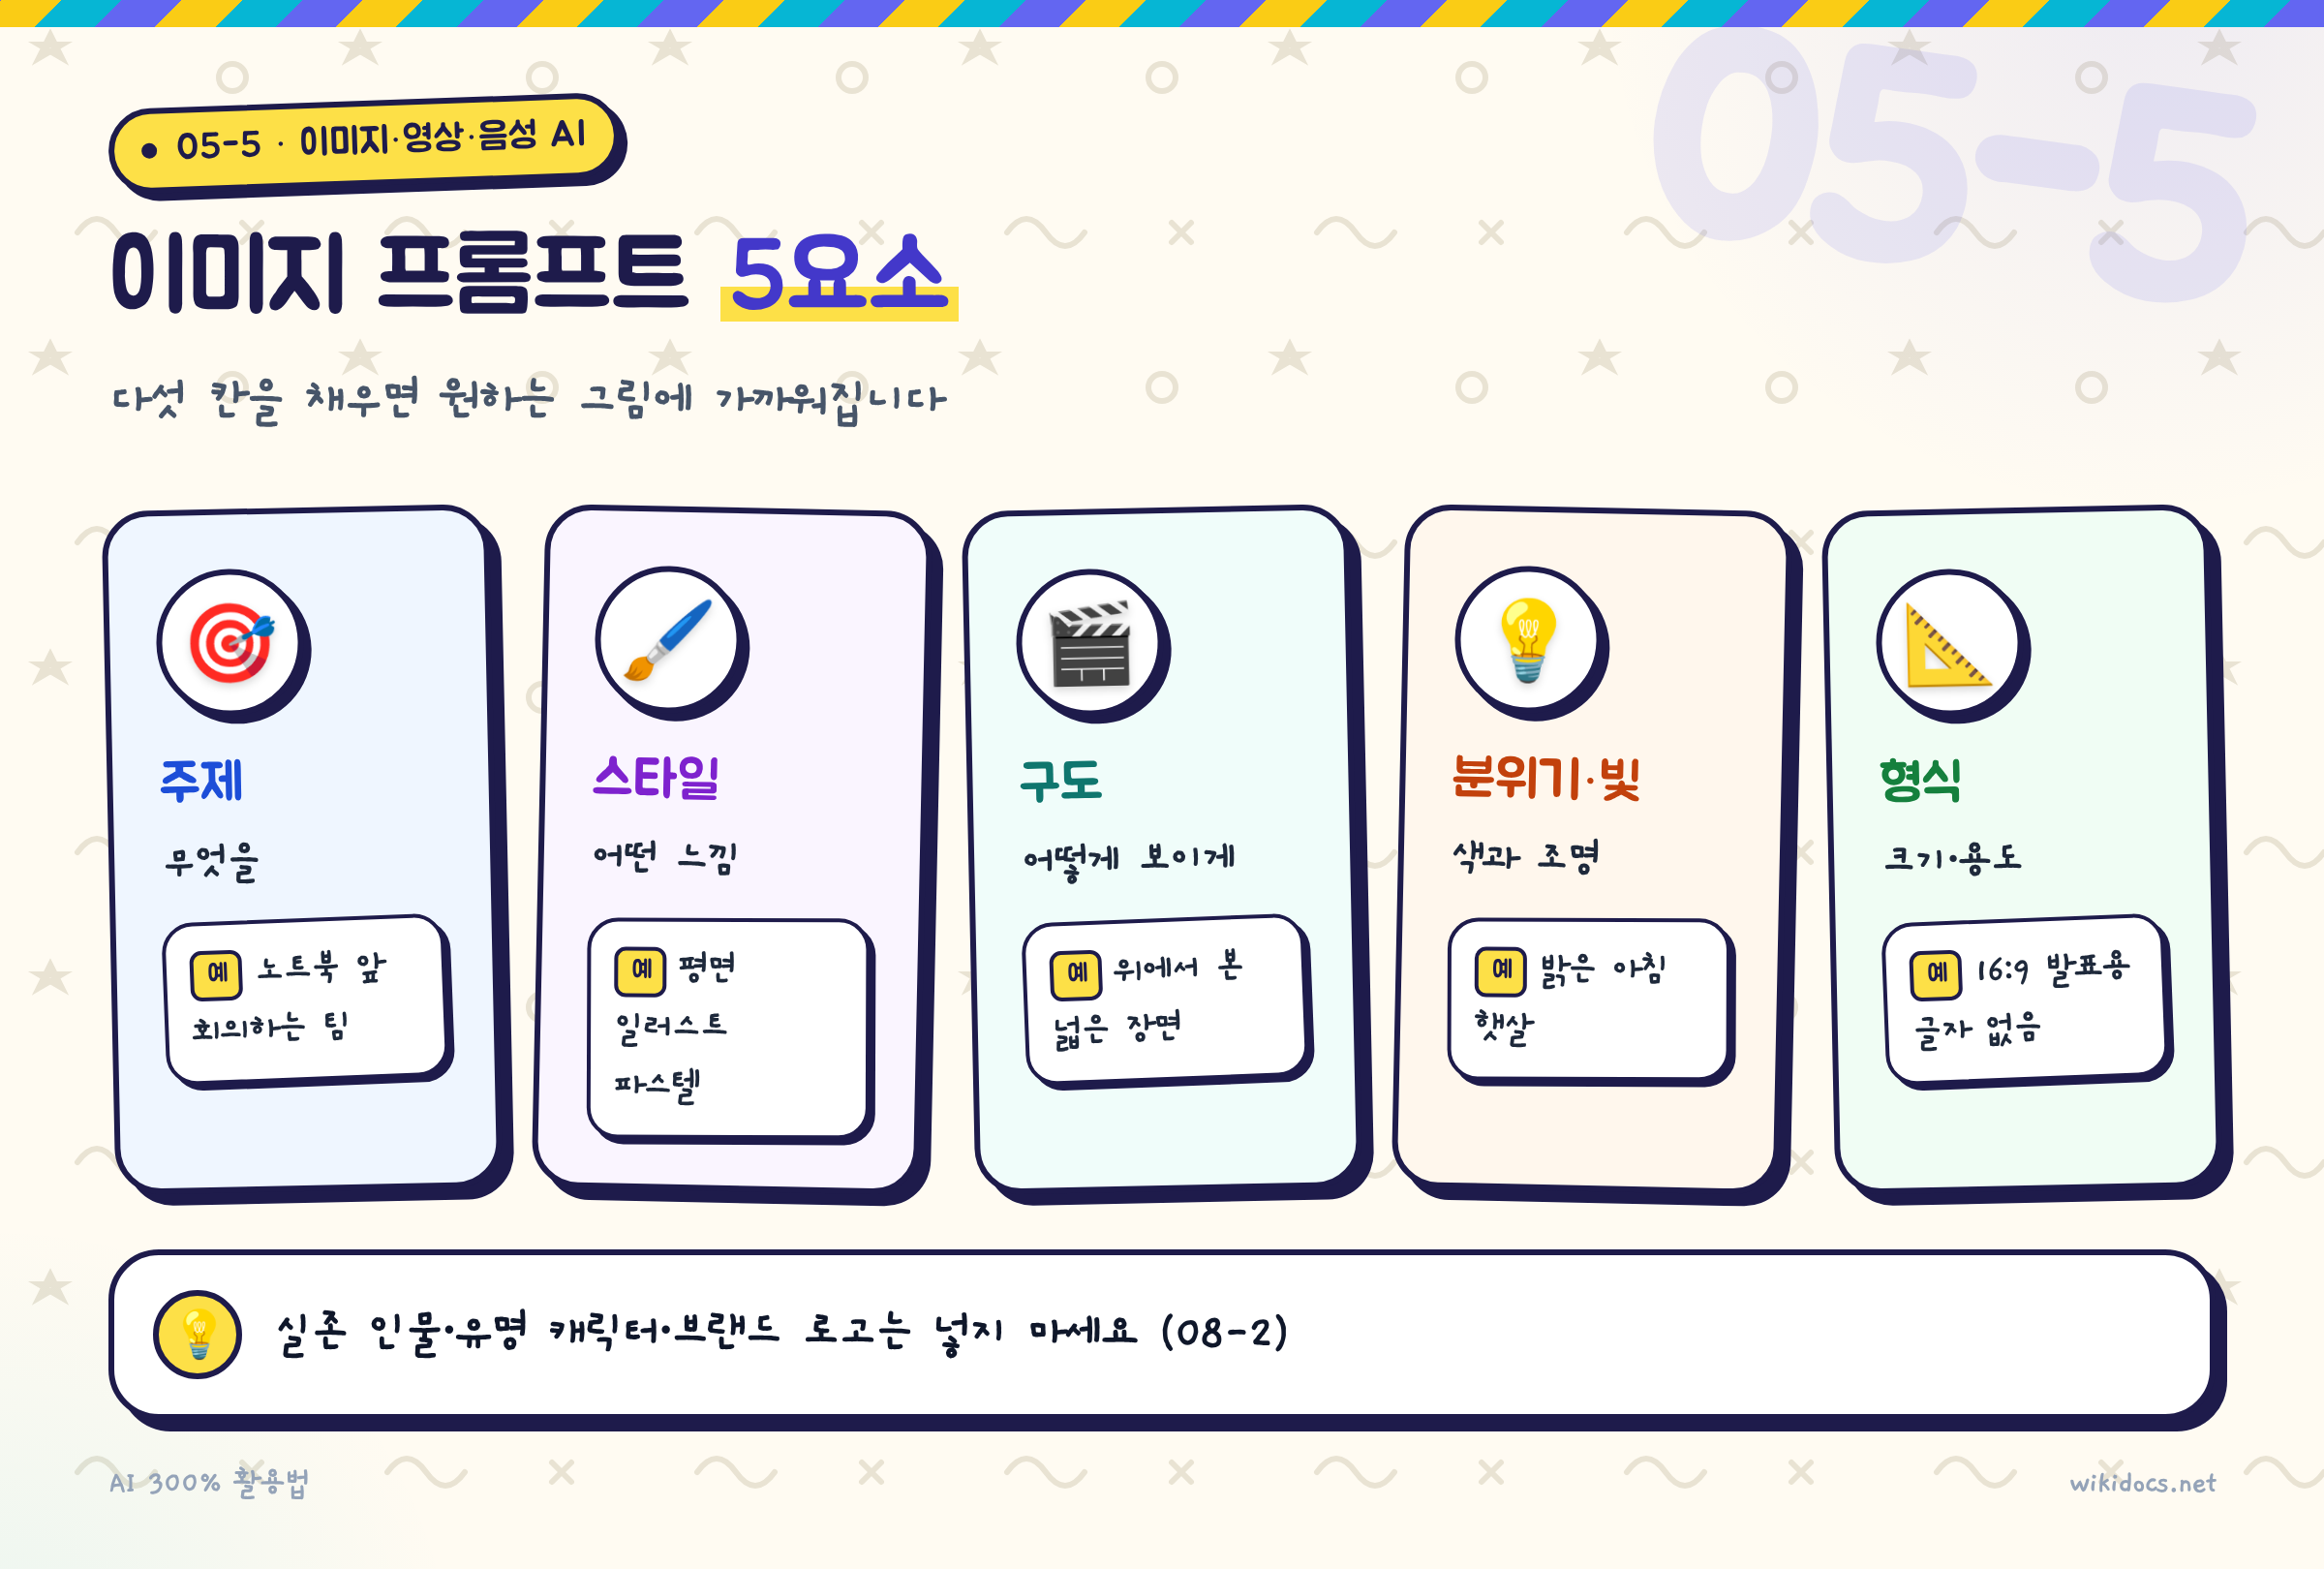 05-5
05-5 · 이미지·영상·음성 AI
이미지 프롬프트 5요소
다섯 칸을 채우면 원하는 그림에 가까워집니다
주제
무엇을
예 노트북 앞
회의하는 팀
스타일
어떤 느낌
예 평면
일러스트
파스텔
구도
어떻게 보이게
예 위에서 본
넓은 장면
분위기·빛
색과 조명
예 밝은 아침
햇살
형식
크기·용도
예 16:9 발표용
글자 없음
실존 인물·유명 캐릭터·브랜드 로고는 넣지 마세요 (08-2)
AI 300% 활용법
wikidocs.net